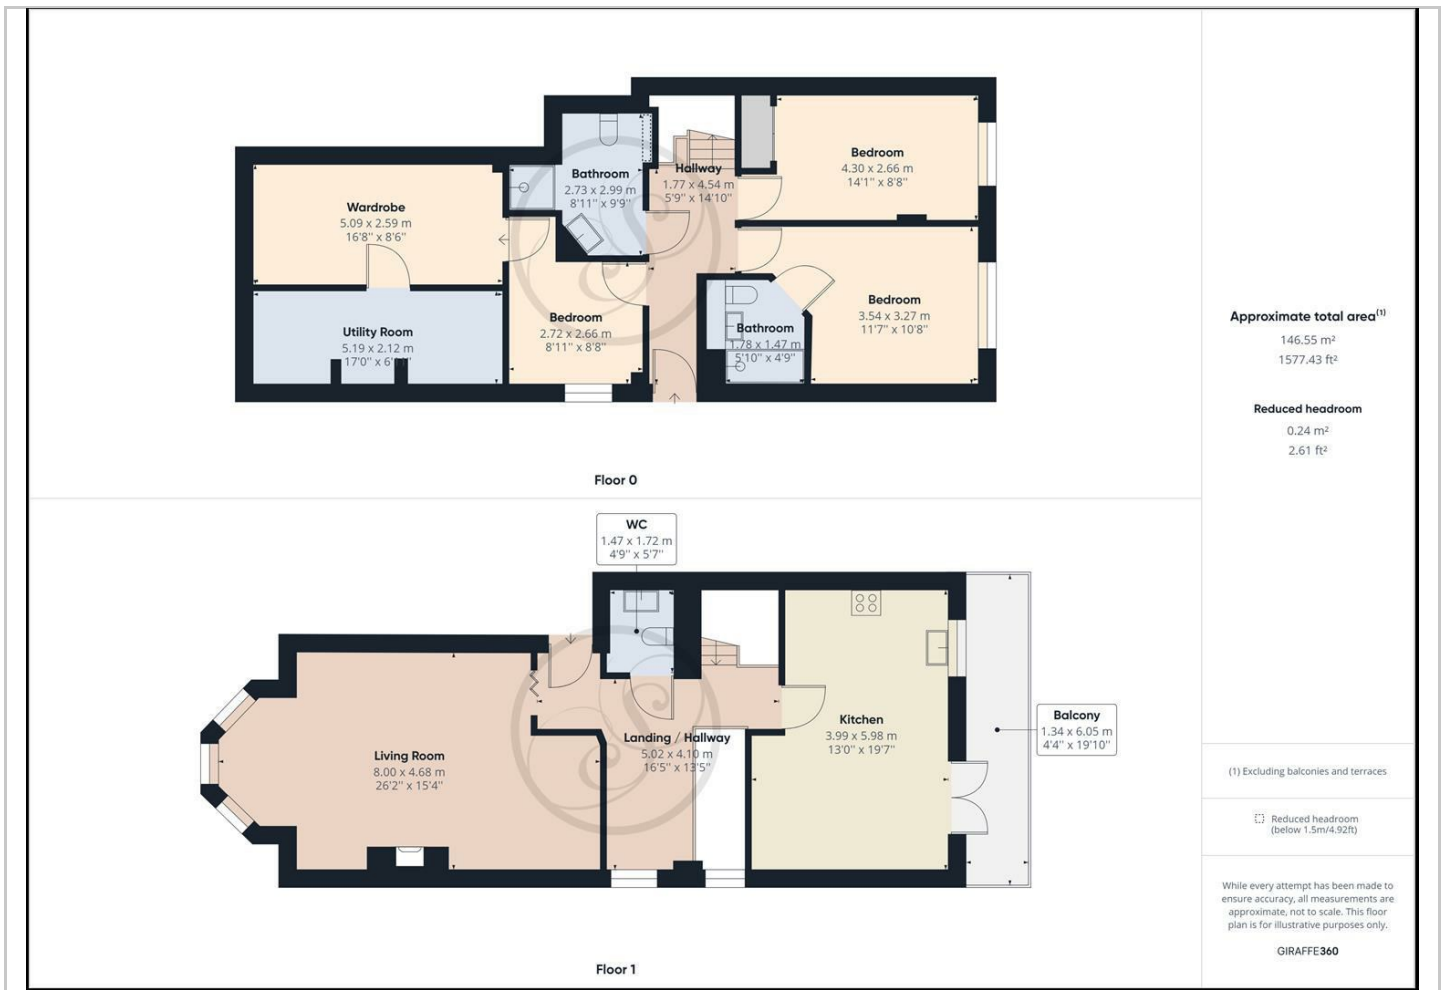 Bedroom
4.30 x 2.66 m
14'1" x 8'8"
Hallway
1.77 x 4.54 m
5'9" x 14'10"
Bathroom
2.73 x 2.99 m
8'11" x 9'9"
Wardrobe
5.09 x 2.59 m
16'8" x 8'6"
Utility Room
5.19 x 2.12 m
17'0" x
Bedroom
2.72 x 2.66 m
8'11" x 8'8"
Bathroom
1.78 x 1.47 m
5'10" x 4'9"
Bedroom
3.54 x 3.27 m
11'7" x 10'8"
Floor 0
WC
1.47 x 1.72 m
4'9" x 5'7"
Living Room
8.00 x 4.68 m
26'2" x 15'4"
Landing / Hallway
5.02 x 4.10 m
16'5" x 13'5"
Kitchen
3.99 x 5.98 m
13'0" x 19'7"
Balcony
1.34 x 6.05 m
4'4" x 19'10"
Floor 1
Approximate total area(1)
146.55 m²
1577.43 ft²
Reduced headroom
0.24 m²
2.61 ft²
(1) Excluding balconies and terraces
Reduced headroom
(below 1.5m/4.92ft)
While every attempt has been made to
ensure accuracy, all measurements are
approximate, not to scale. This floor
plan is for illustrative purposes only.
GIRAFFE360